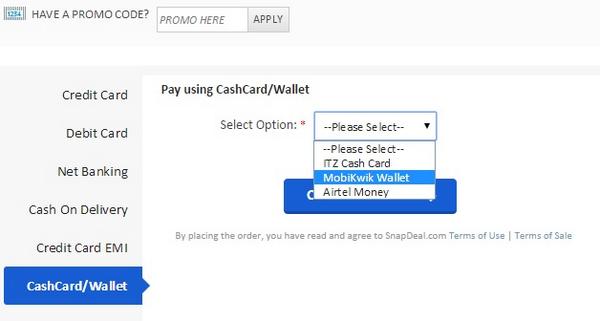 1234 HAVE A PROMO CODE? PROMO HERE APPLY
Credit Card
Debit Card
Net Banking
Cash On Delivery
Credit Card EMI
CashCard/Wallet
Pay using CashCard/Wallet
Select Option: * --Please Select--
--Please Select--
ITZ Cash Card
MobiKwik Wallet
Airtel Money
By placing the order, you have read and agree to SnapDeal.com Terms of Use | Terms of Sale